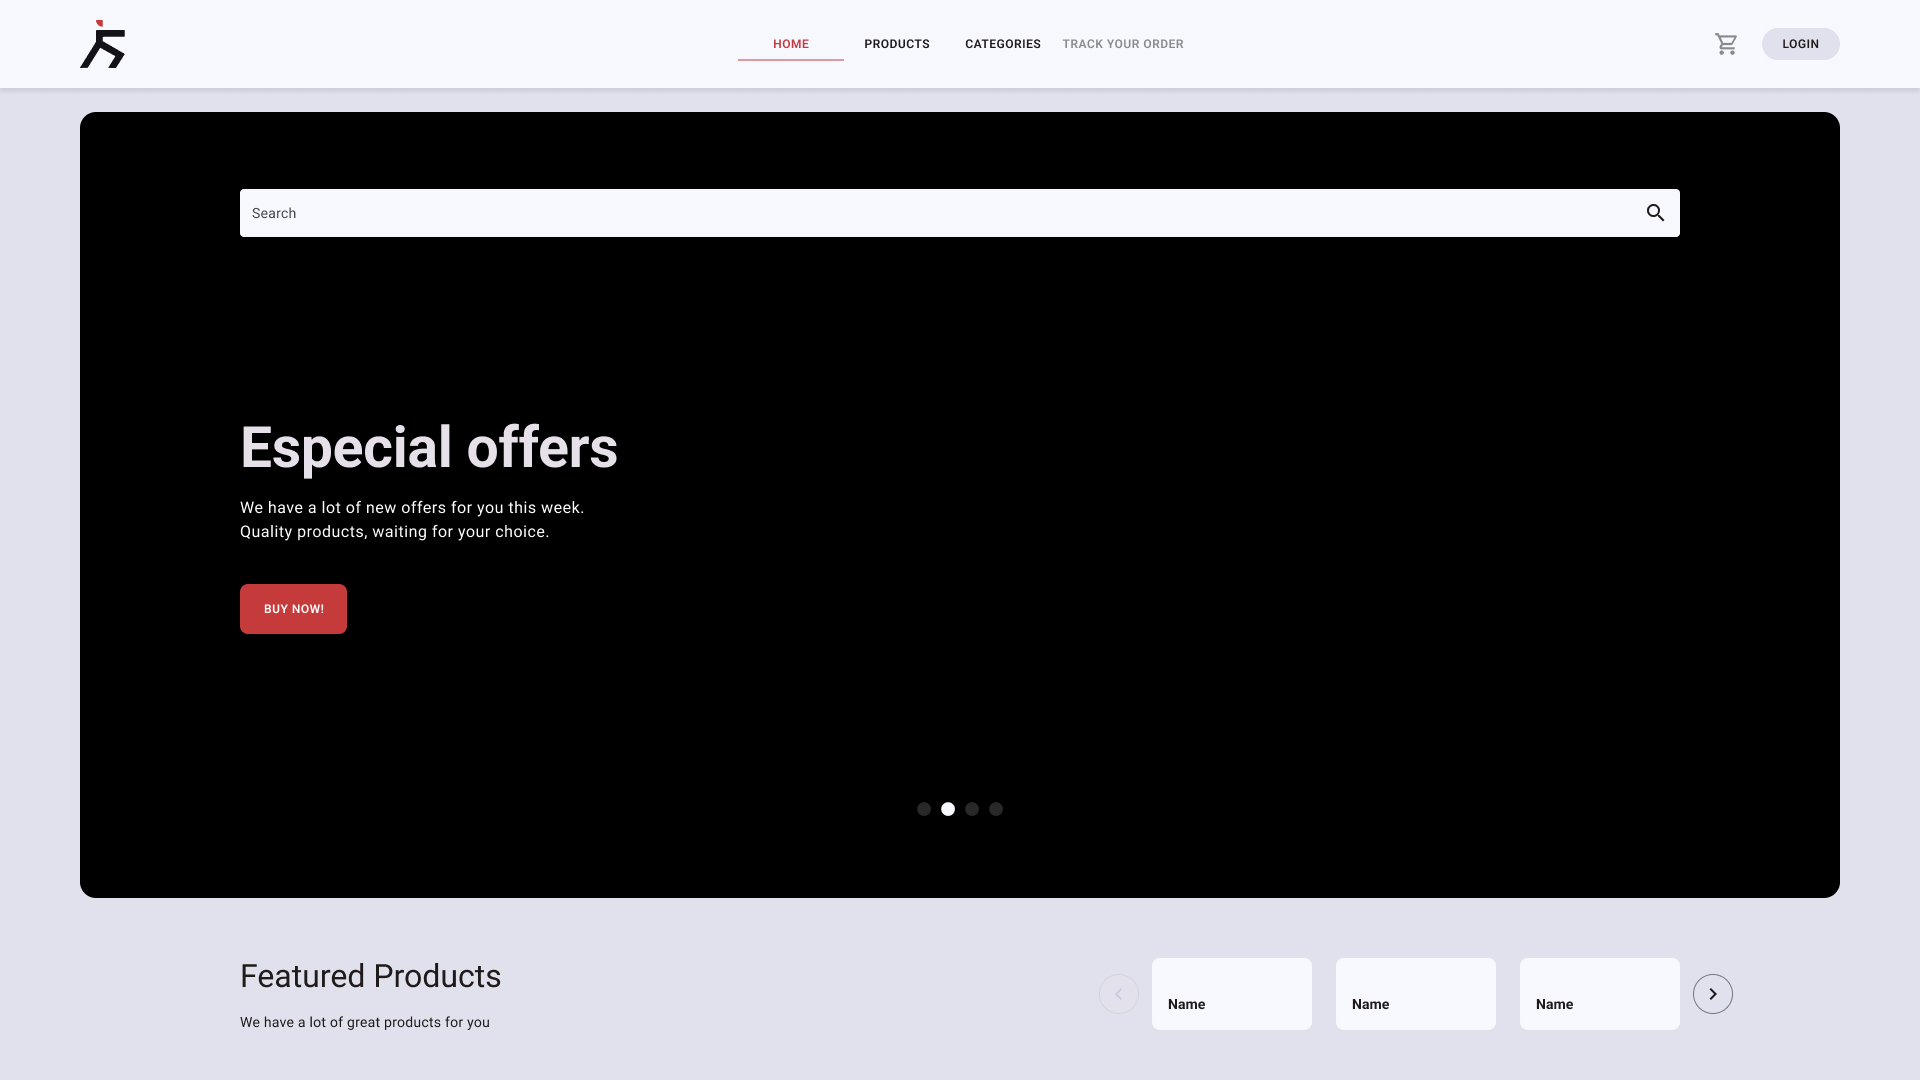 HOME PRODUCTS CATEGORIES TRACK YOUR ORDER LOGIN
Search
Especial offers
We have a lot of new offers for you this week.
Quality products, waiting for your choice.
BUY NOW!
Featured Products
We have a lot of great products for you
Name Name Name